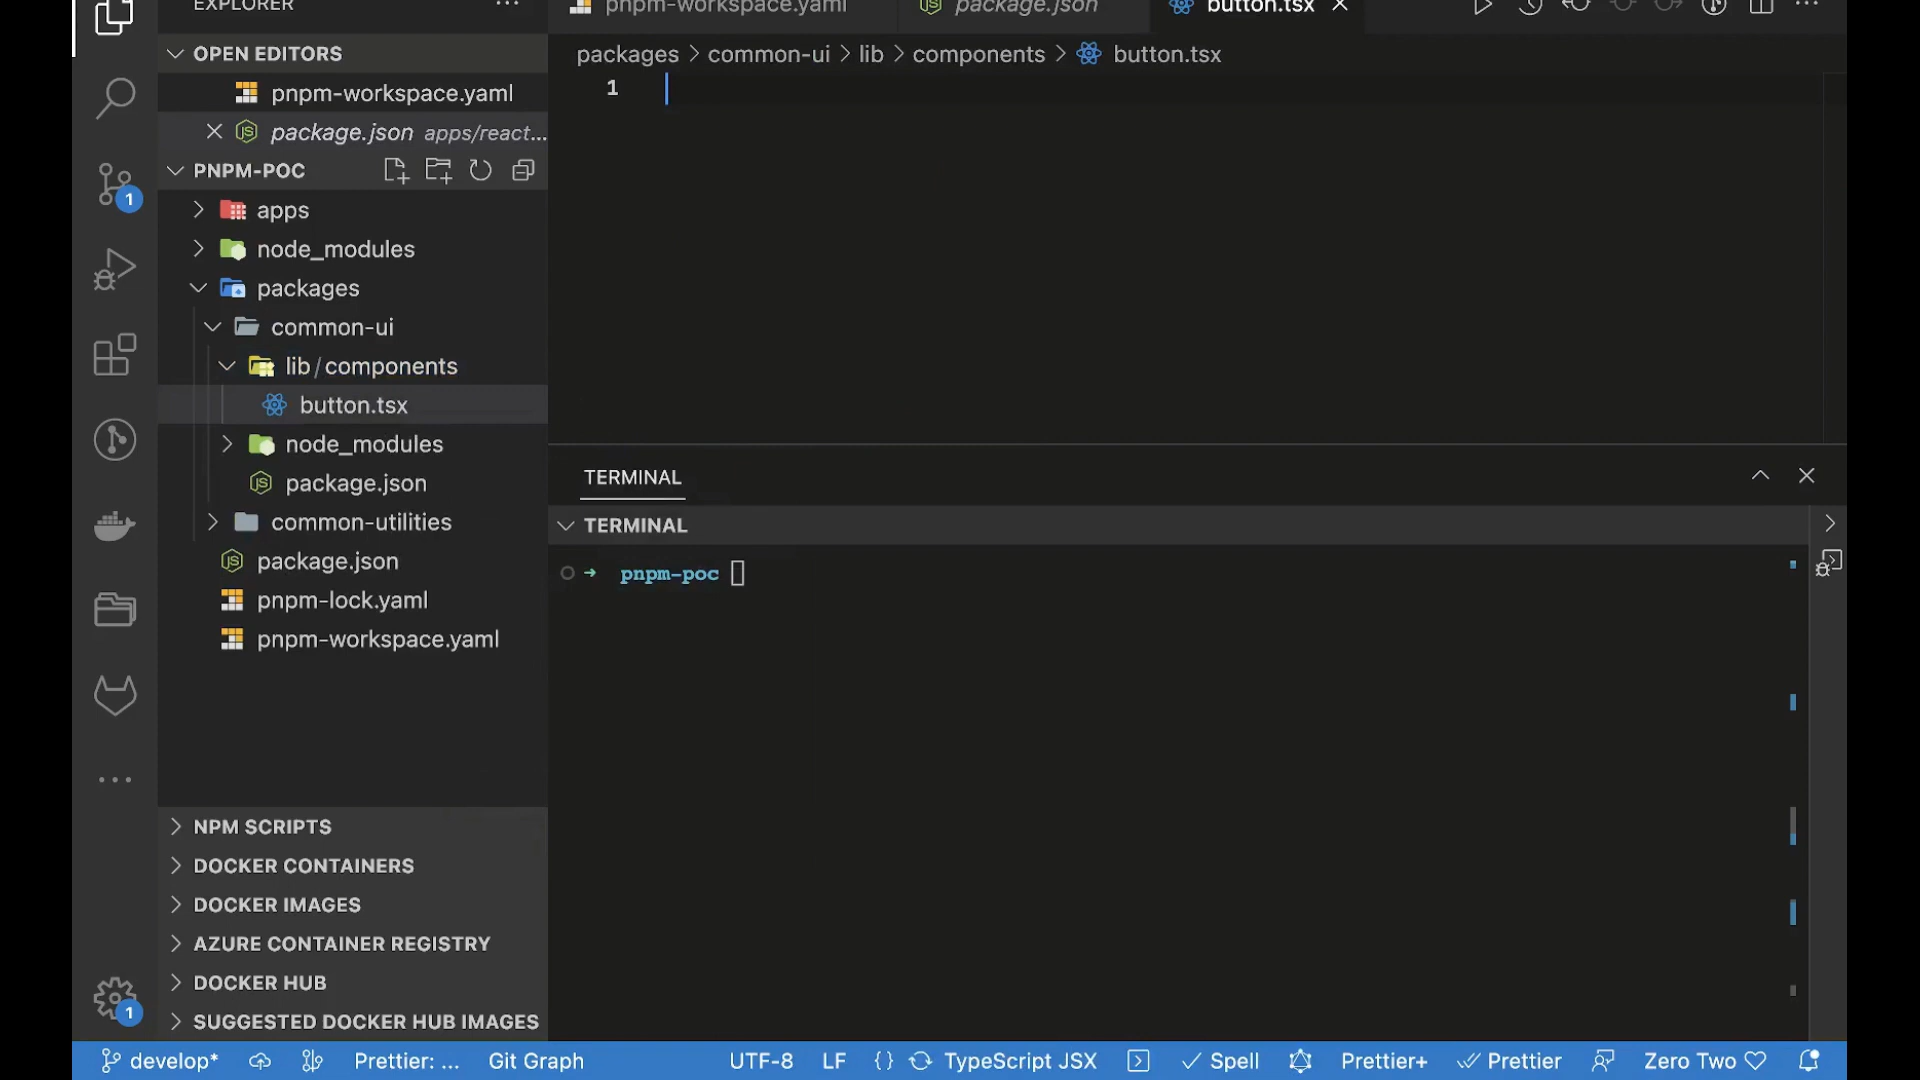 EXPLORER
OPEN EDITORS
pnpm-workspace.yaml
package.json apps/react...
PNPM-POC
apps
node_modules
packages
common-ui
lib/components
button.tsx
node_modules
package.json
common-utilities
package.json
pnpm-lock.yaml
pnpm-workspace.yaml
NPM SCRIPTS
DOCKER CONTAINERS
DOCKER IMAGES
AZURE CONTAINER REGISTRY
DOCKER HUB
SUGGESTED DOCKER HUB IMAGES
1
1
pnpm-workspace.yaml package.json button.tsx
packages > common-ui > lib > components > button.tsx
1
TERMINAL
TERMINAL
→ pnpm-poc
develop* Prettier: ... Git Graph UTF-8 LF {} TypeScript JSX Spell Prettier+ Prettier Zero Two